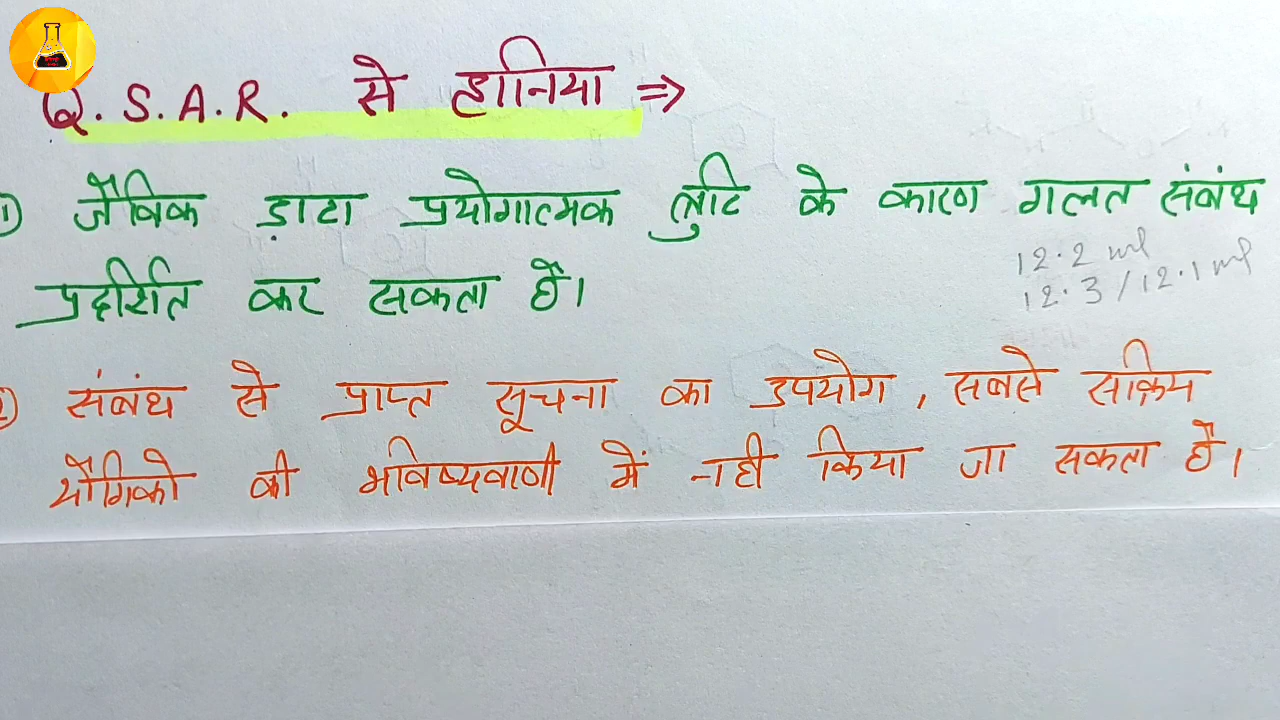 Q.S.A.R. से हानिया ⇒
1) जैविक डा़टा प्रयोगात्मक त्रुटि के कारण गलत संबंध
12.2 ml
प्रदर्शित कर सकता है।
12.3 / 12.1 ml
2) संबंध से प्राप्त सूचना का उपयोग, सबसे सक्रिय
यौगिको की भविष्यवाणी में नही किया जा सकता है।